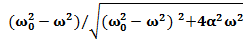 (ω₀² − ω²)/√((ω₀² − ω²) ²+4α²ω²)